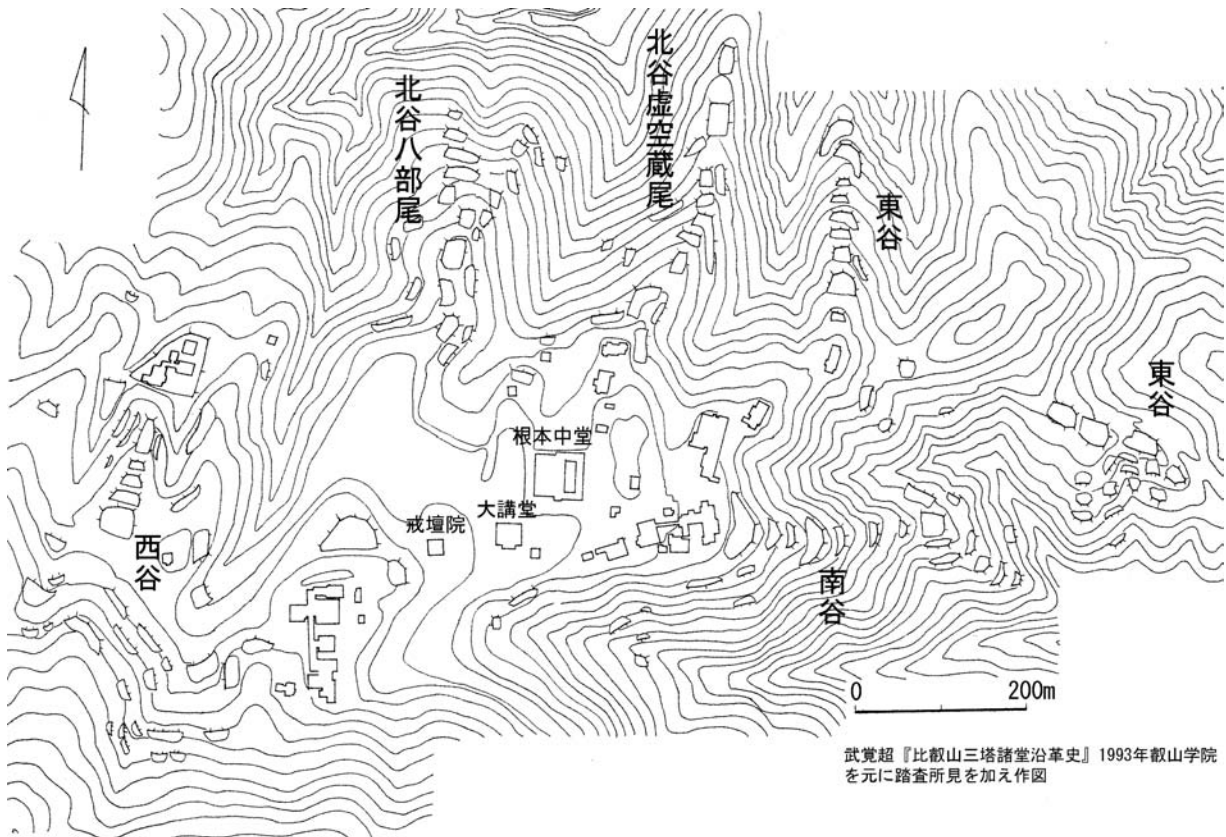 北谷八部尾
北谷虚空蔵尾
東谷
東谷
根本中堂
大講堂
戒壇院
西谷
南谷
0 200m
武覚超『比叡山三塔諸堂沿革史』1993年叡山学院
を元に踏査所見を加え作図